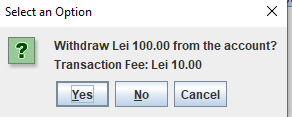 Select an Option
Withdraw Lei 100.00 from the account?
Transaction Fee: Lei 10.00
Yes No Cancel